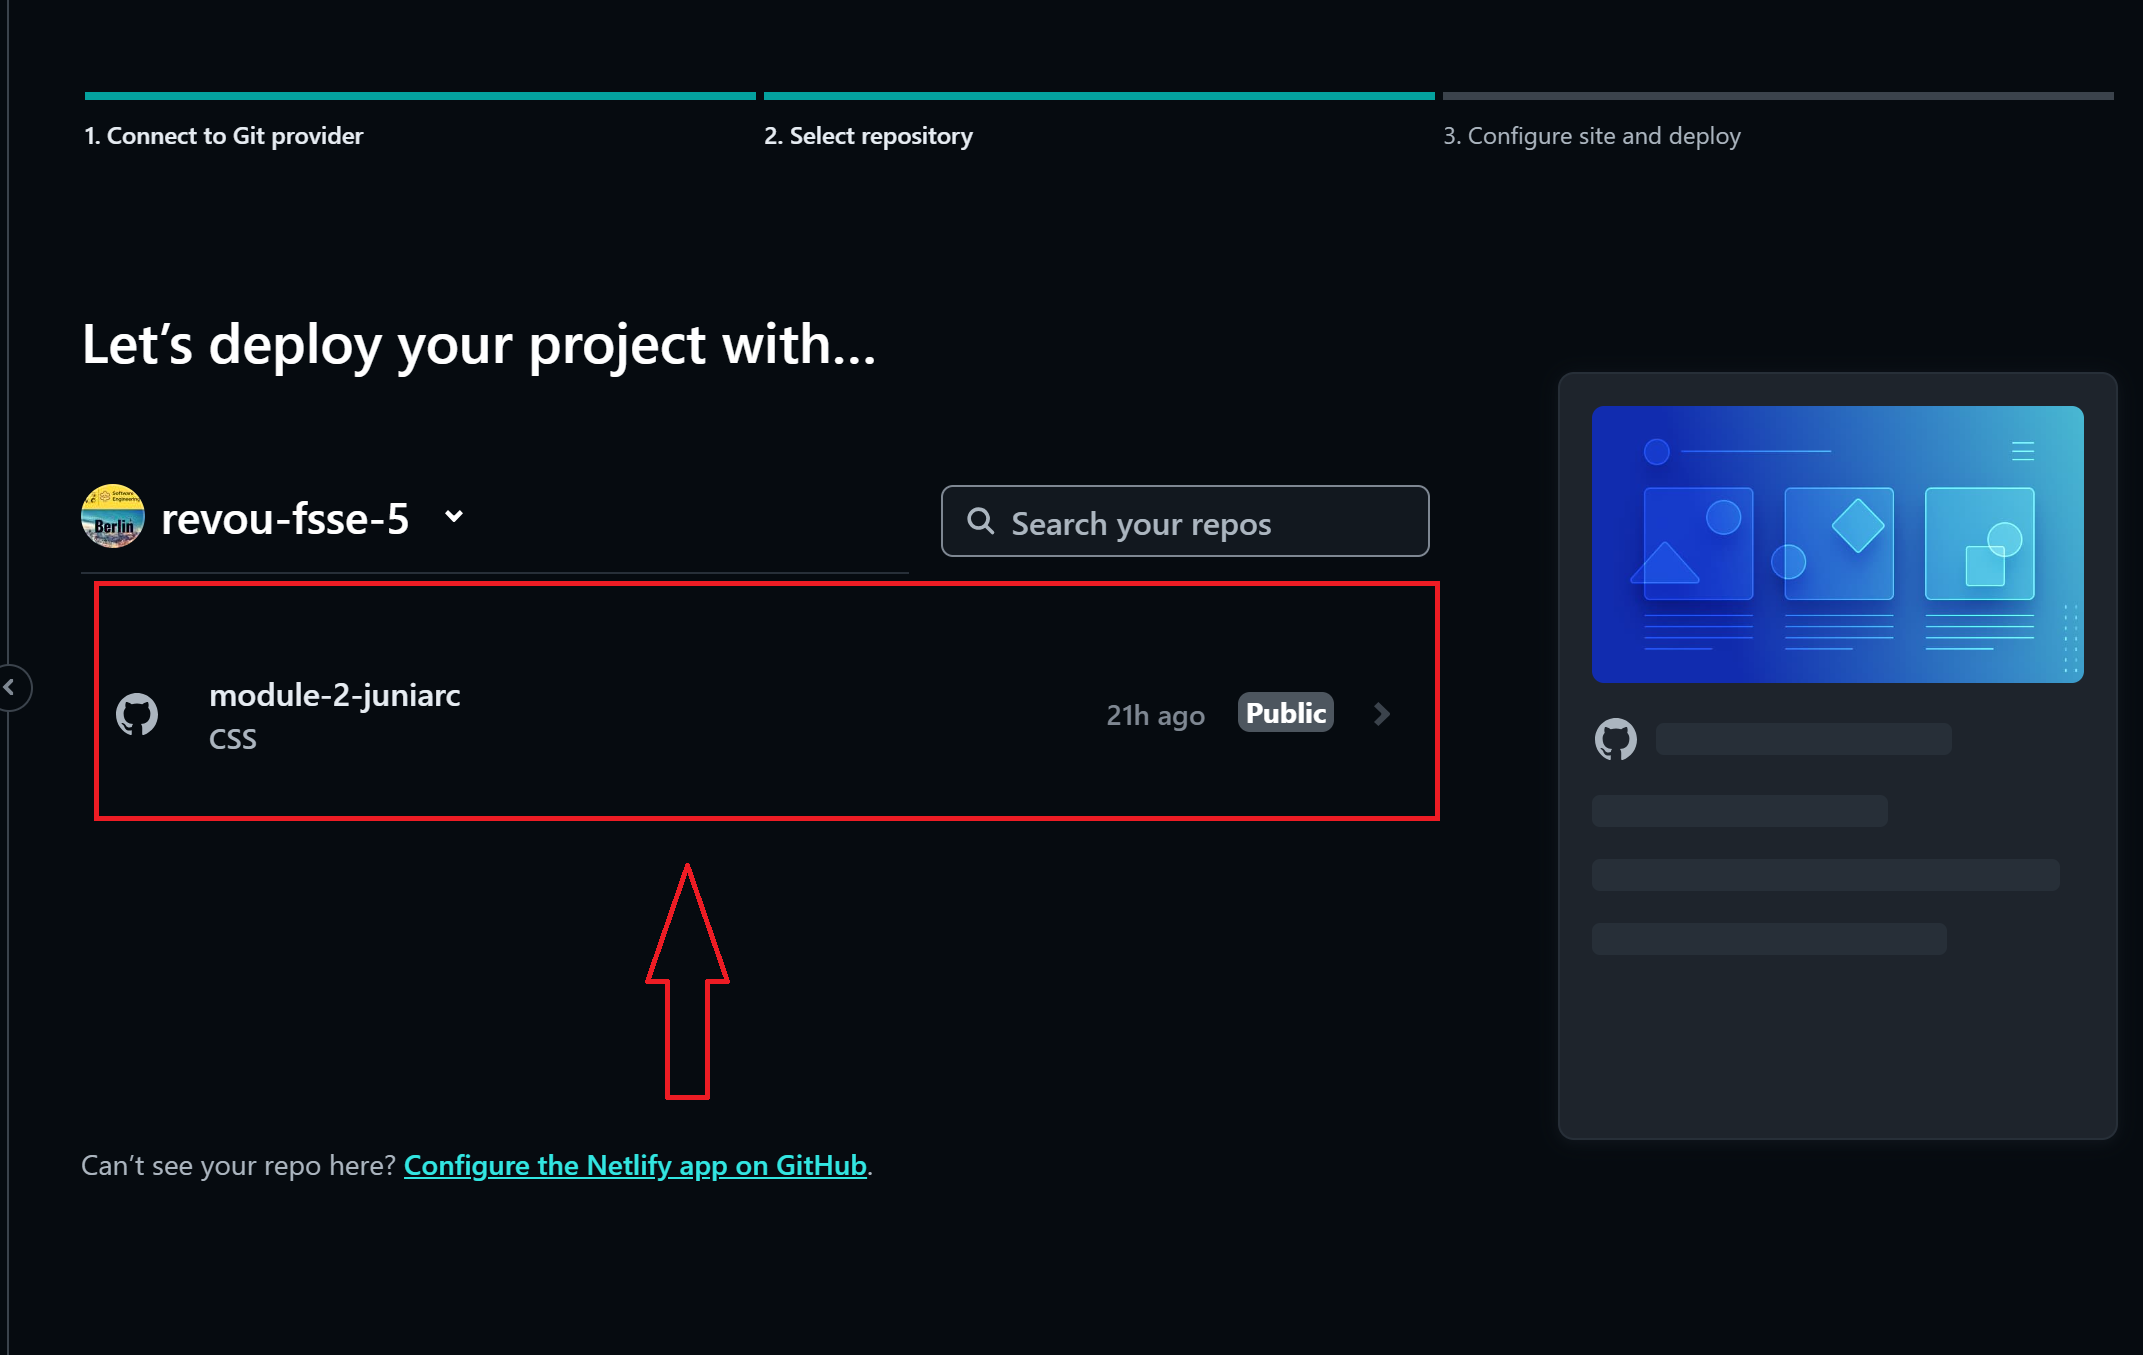 1. Connect to Git provider
2. Select repository
3. Configure site and deploy
Let’s deploy your project with…
Software
Engineering
Berlin
revou-fsse-5
Search your repos
module-2-juniarc
CSS
21h ago
Public
Can’t see your repo here? Configure the Netlify app on GitHub.